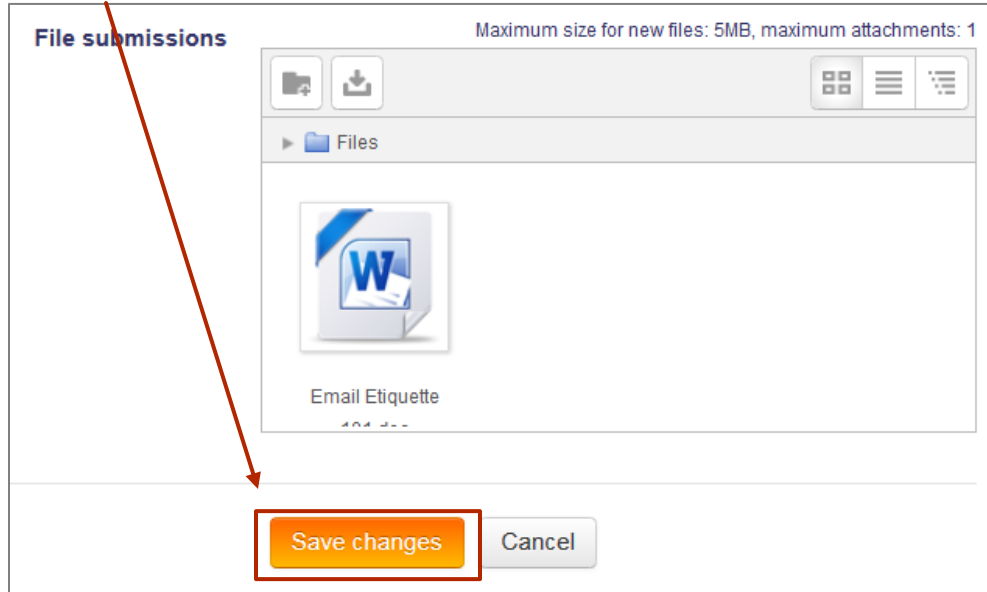 File submissions
Maximum size for new files: 5MB, maximum attachments: 1
Files
W
Email Etiquette
Save changes
Cancel